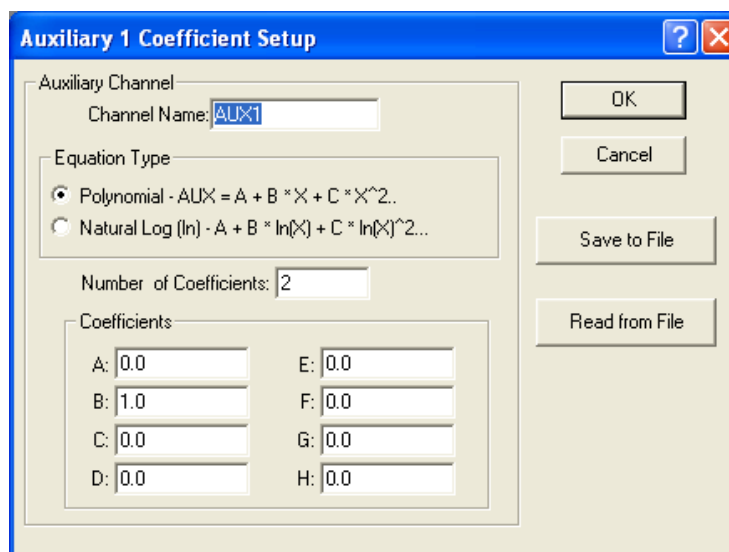 Auxiliary 1 Coefficient Setup
Auxiliary Channel
Channel Name: AUX1
OK
Equation Type
Cancel
Polynomial - AUX = A + B * X + C * X^2..
Natural Log (ln) - A + B * ln(X) + C * ln(X)^2...
Save to File
Number of Coefficients: 2
Coefficients
Read from File
A: 0.0 E: 0.0
B: 1.0 F: 0.0
C: 0.0 G: 0.0
D: 0.0 H: 0.0